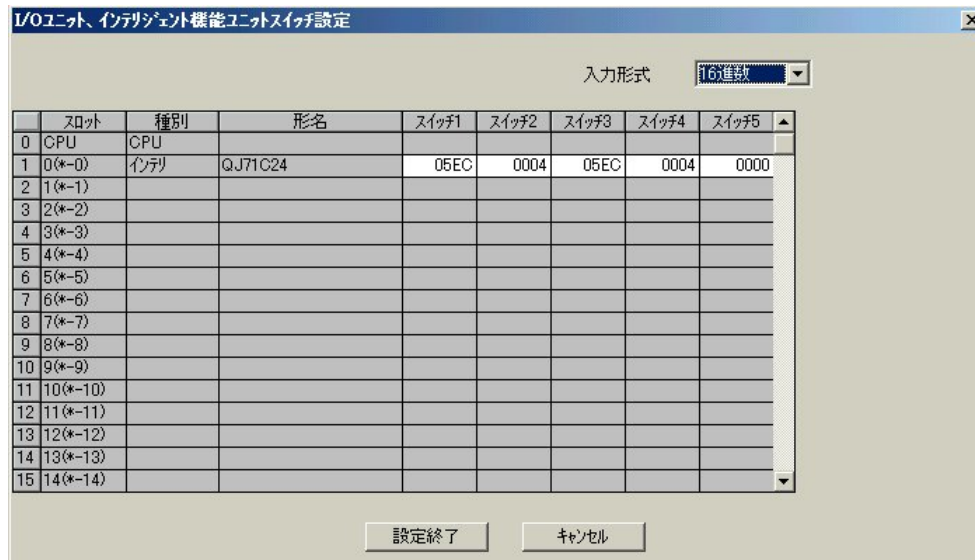 I/Oユニット、インテリジェント機能ユニットスイッチ設定
入力形式 16進数
スロット 種別 形名 スイッチ1 スイッチ2 スイッチ3 スイッチ4 スイッチ5
0 CPU CPU
1 0(*-0) インテリ QJ71C24 05EC 0004 05EC 0004 0000
2 1(*-1)
3 2(*-2)
4 3(*-3)
5 4(*-4)
6 5(*-5)
7 6(*-6)
8 7(*-7)
9 8(*-8)
10 9(*-9)
11 10(*-10)
12 11(*-11)
13 12(*-12)
14 13(*-13)
15 14(*-14)
設定終了 キャンセル